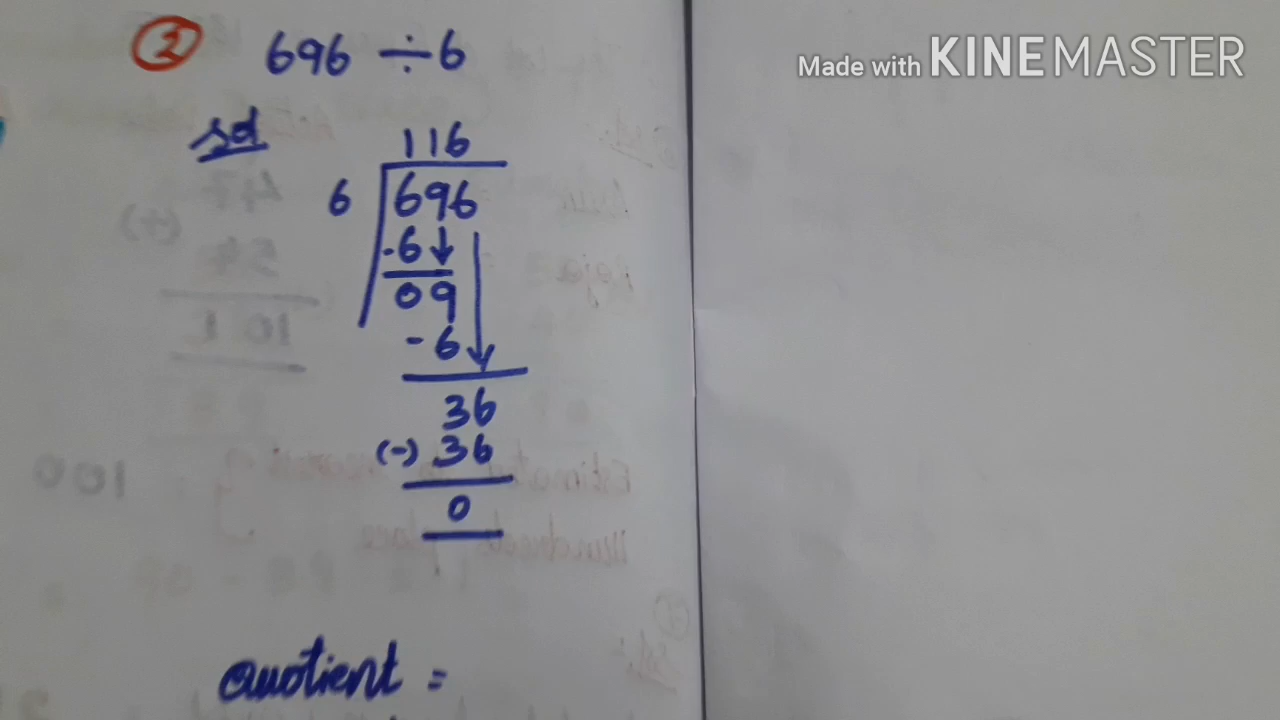 2 696 ÷ 6
Made with KINEMASTER
Sol
116
6 696
-6
09
-6
36
(-) 36
0
Quotient =